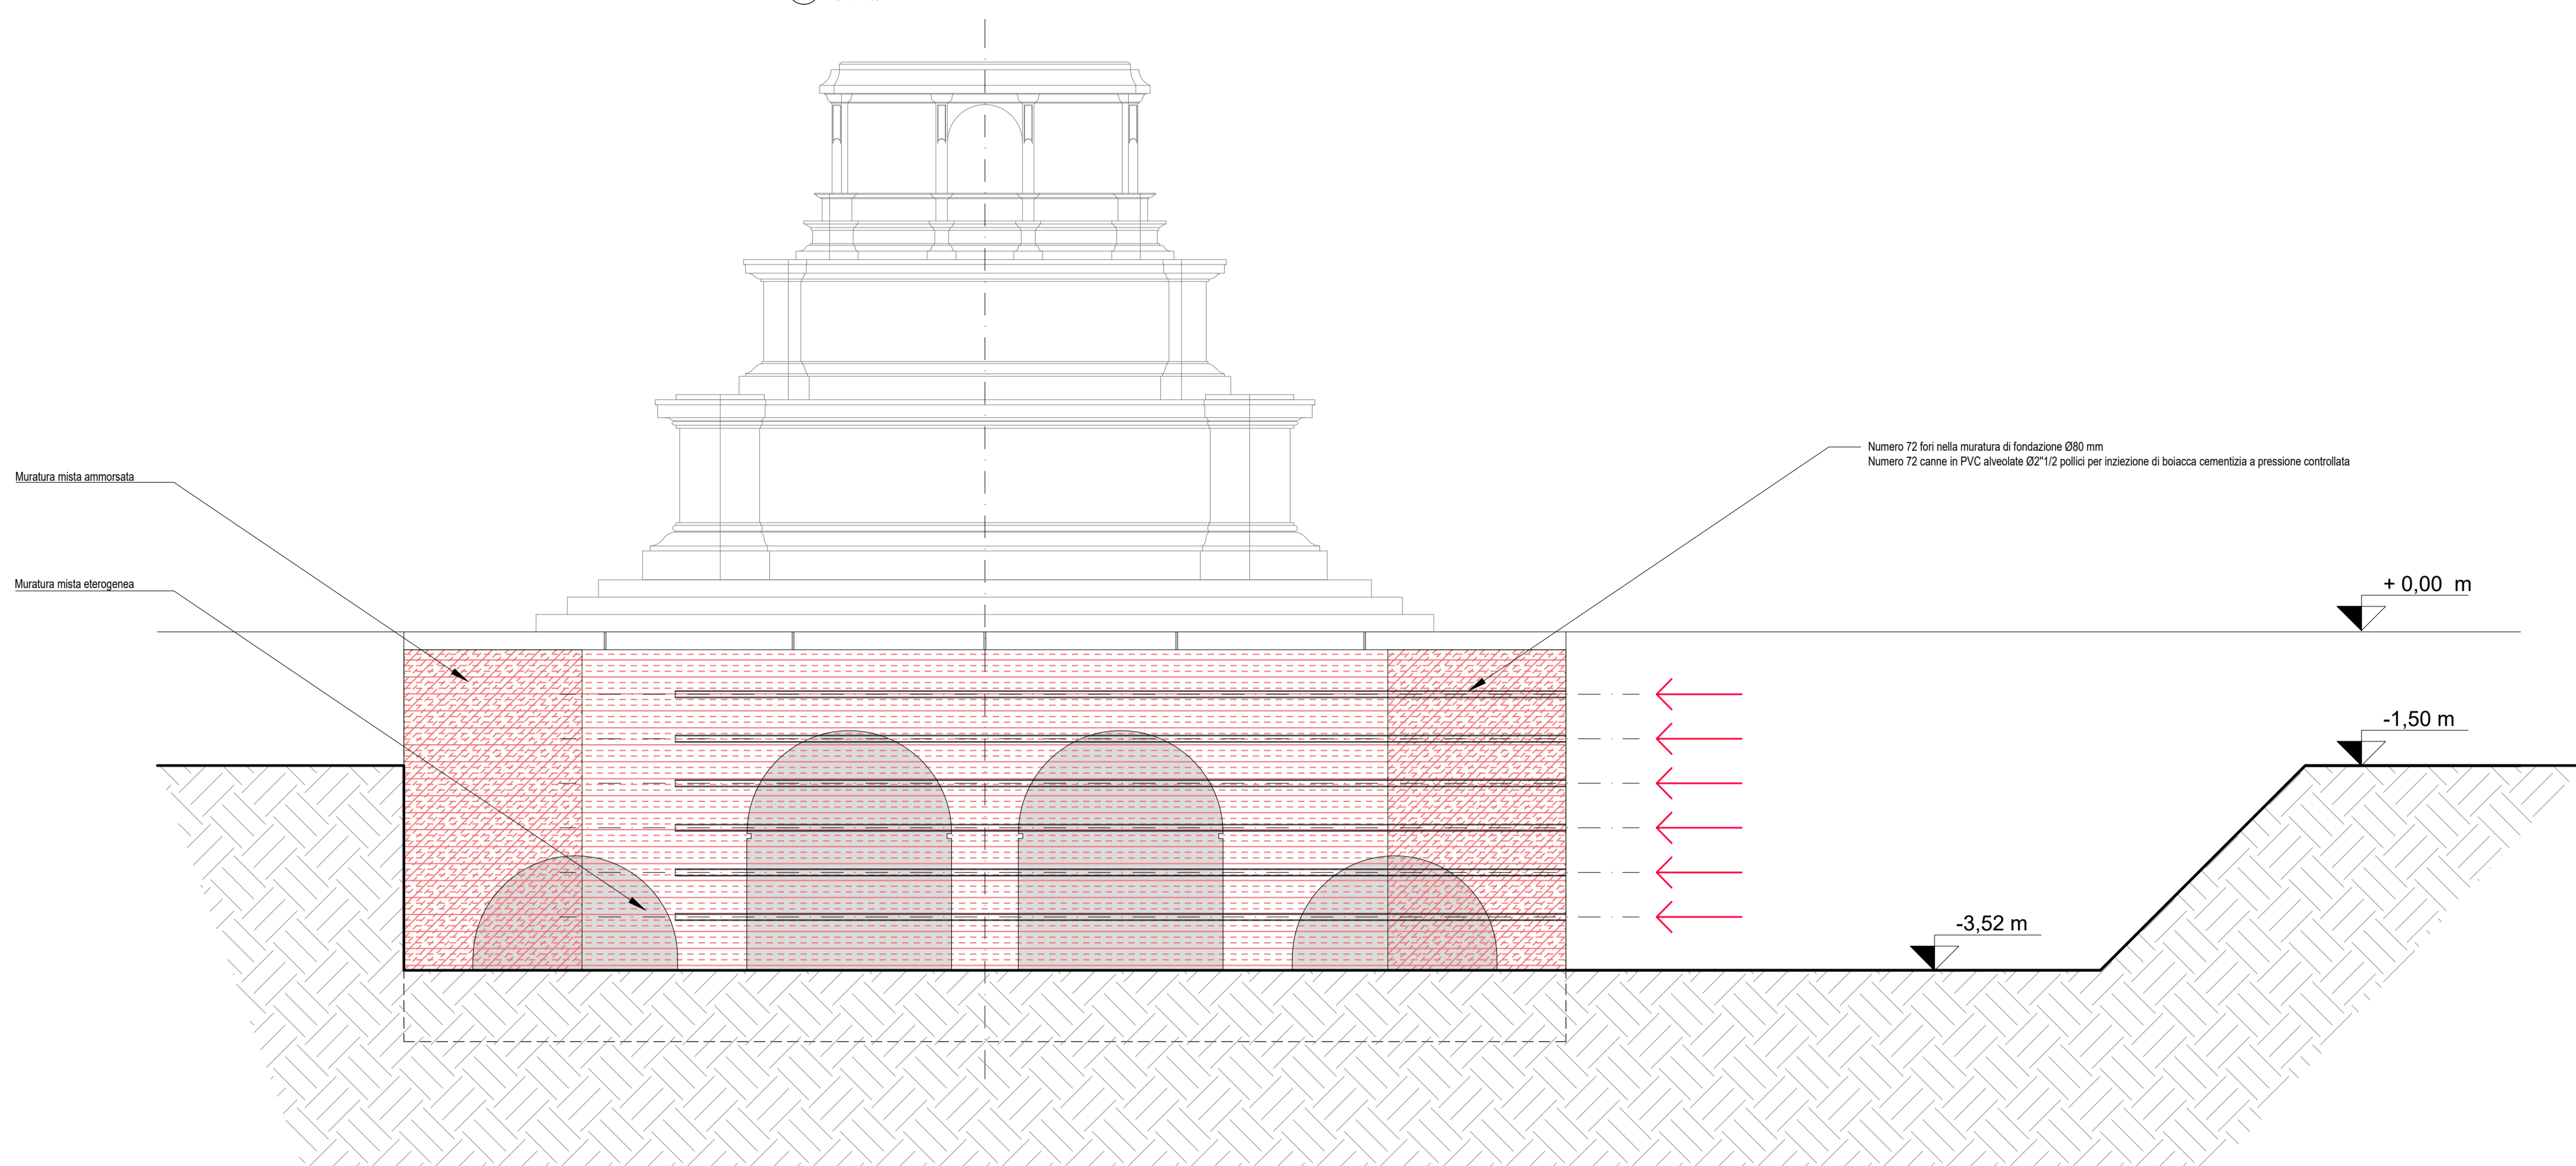 Numero 72 fori nella muratura di fondazione Ø80 mm
Numero 72 canne in PVC alveolate Ø2"1/2 pollici per inziezione di boiacca cementizia a pressione controllata
Muratura mista ammorsata
Muratura mista eterogenea
+ 0,00 m
-1,50 m
-3,52 m